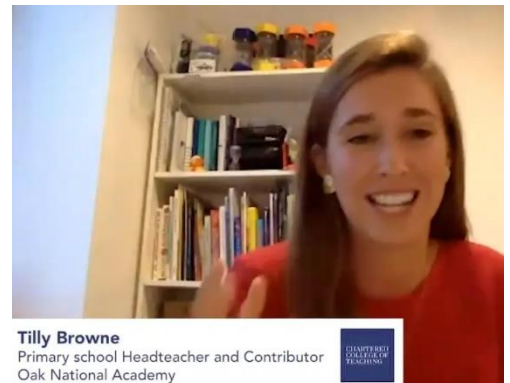 Tilly Browne
Primary school Headteacher and Contributor
Oak National Academy
CHARTERED
COLLEGE OF
TEACHING